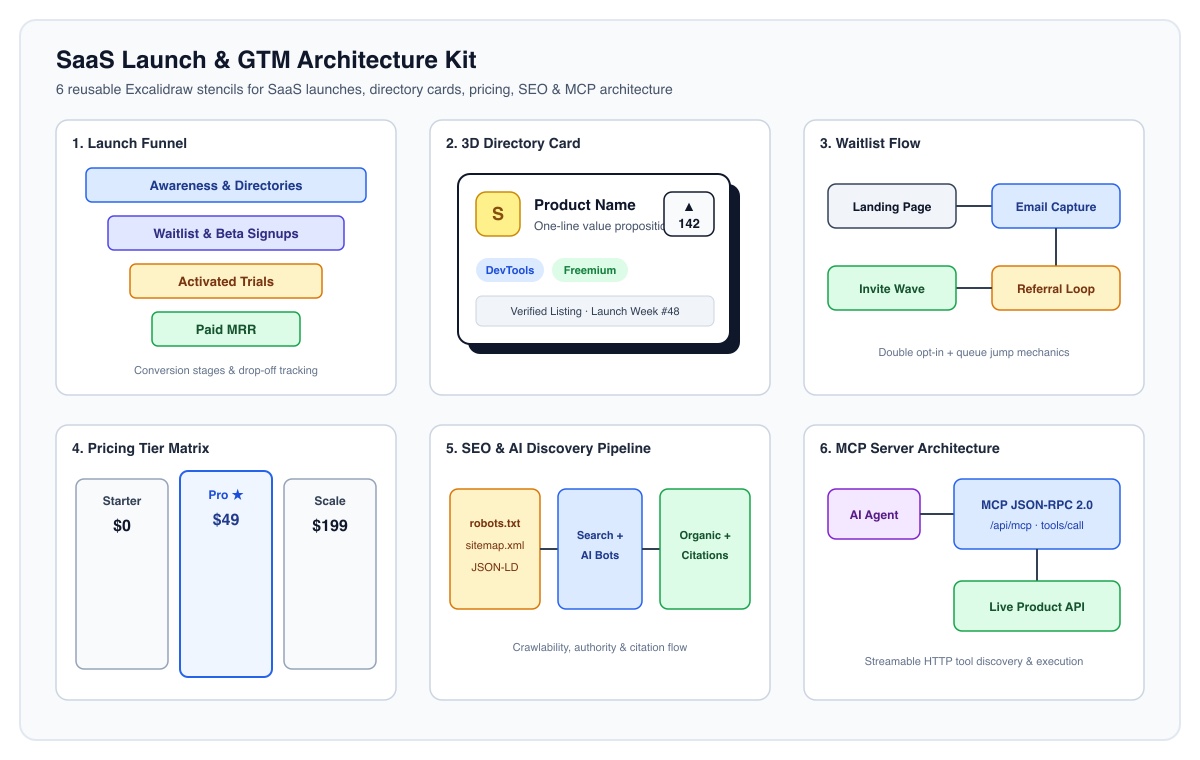 SaaS Launch & GTM Architecture Kit
6 reusable Excalidraw stencils for SaaS launches, directory cards, pricing, SEO & MCP architecture
1. Launch Funnel
Awareness & Directories
Waitlist & Beta Signups
Activated Trials
Paid MRR
Conversion stages & drop-off tracking
2. 3D Directory Card
S
Product Name
One-line value
▲
142
DevTools
Freemium
Verified Listing · Launch Week #48
3. Waitlist Flow
Landing Page
Email Capture
Invite Wave
Referral Loop
Double opt-in + queue jump mechanics
4. Pricing Tier Matrix
Starter
$0
Pro ★
$49
Scale
$199
5. SEO & AI Discovery Pipeline
robots.txt
sitemap.xml
JSON-LD
Search +
AI Bots
Organic +
Citations
Crawlability, authority & citation flow
6. MCP Server Architecture
AI Agent
MCP JSON-RPC 2.0
/api/mcp · tools/call
Live Product API
Streamable HTTP tool discovery & execution